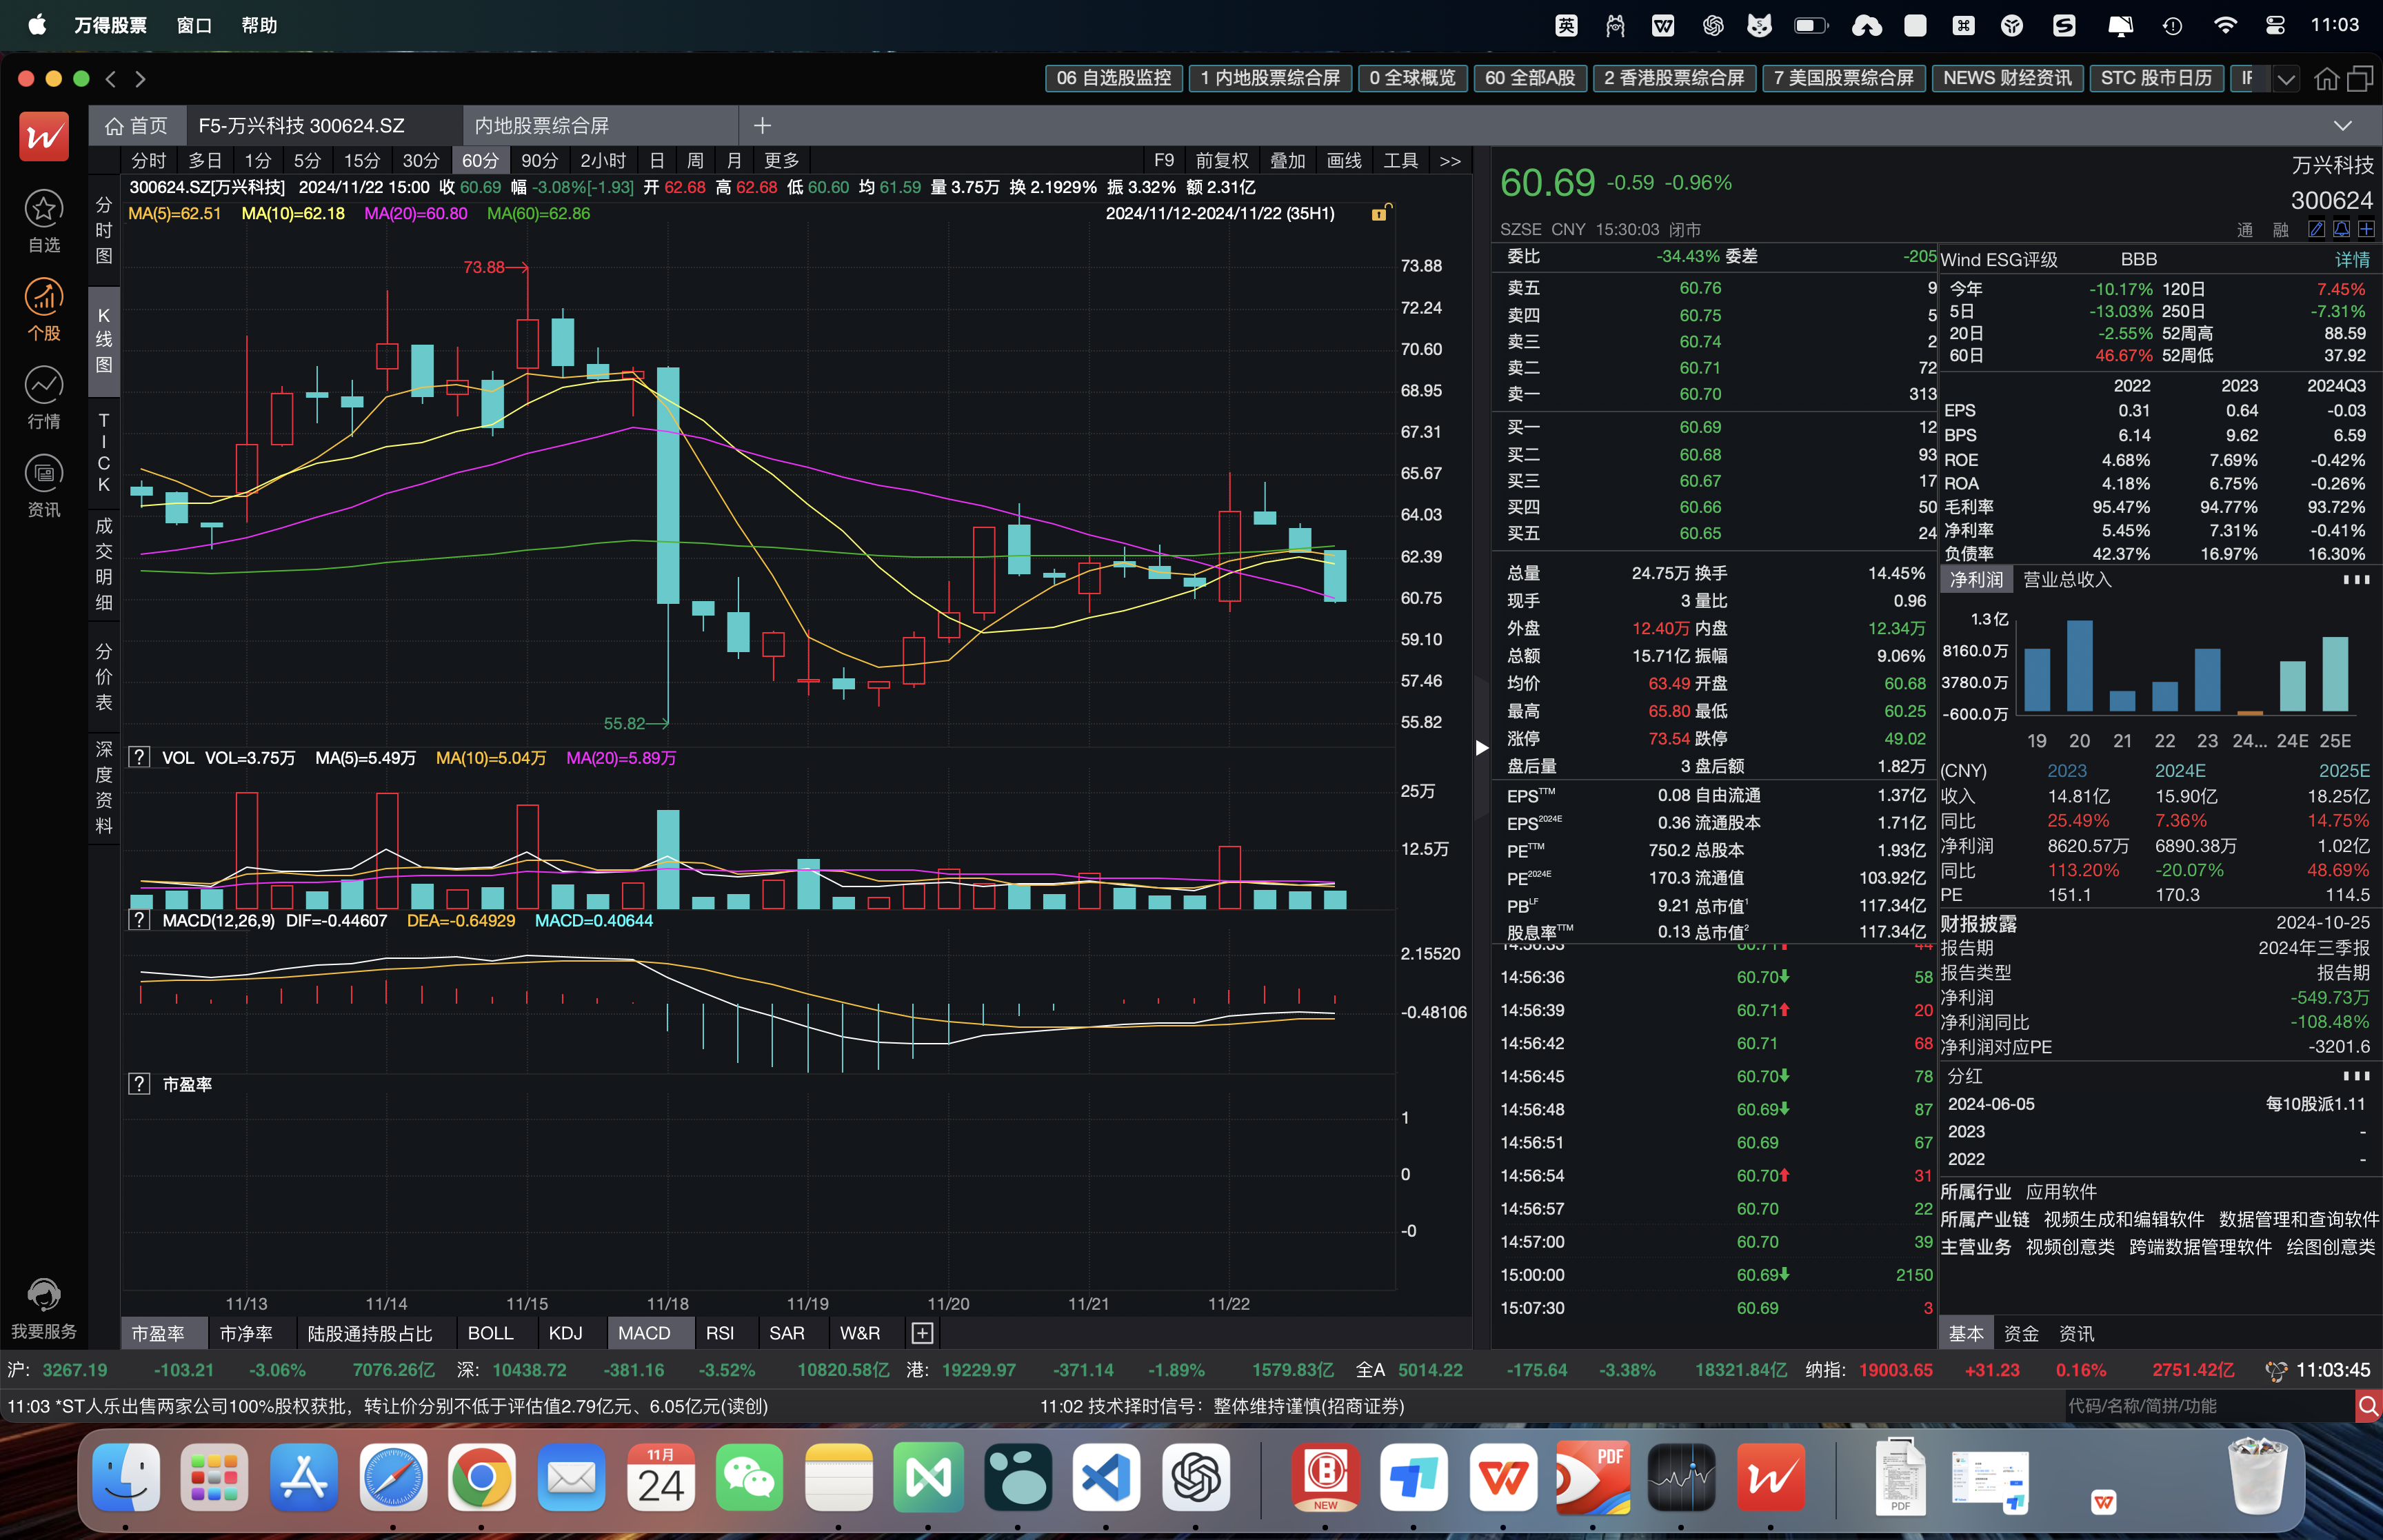 万得股票 窗口 帮助 英 11:03
06 自选股监控 1 内地股票综合屏 0 全球概览 60 全部A股 2 香港股票综合屏 7 美国股票综合屏 NEWS 财经资讯 STC 股市日历
首页 F5-万兴科技 300624.SZ 内地股票综合屏
自选
个股
行情
资讯
我要服务
分时 多日 1分 5分 15分 30分 60分 90分 2小时 日 周 月 更多 F9 前复权 叠加 画线 工具 >>
分时图
K线图
TICK
成交明细
分价表
深度资料
300624.SZ[万兴科技] 2024/11/22 15:00 收 60.69 幅 -3.08%[-1.93] 开 62.68 高 62.68 低 60.60 均 61.59 量 3.75万 换 2.1929% 振 3.32% 额 2.31亿
MA(5)=62.51 MA(10)=62.18 MA(20)=60.80 MA(60)=62.86 2024/11/12-2024/11/22 (35H1)
73.88
55.82
73.88
72.24
70.60
68.95
67.31
65.67
64.03
62.39
60.75
59.10
57.46
55.82
? VOL VOL=3.75万 MA(5)=5.49万 MA(10)=5.04万 MA(20)=5.89万
25万
12.5万
? MACD(12,26,9) DIF=-0.44607 DEA=-0.64929 MACD=0.40644
2.15520
-0.48106
? 市盈率
1
0
-0
11/13 11/14 11/15 11/18 11/19 11/20 11/21 11/22
市盈率 市净率 陆股通持股占比 BOLL KDJ MACD RSI SAR W&R
60.69 -0.59 -0.96%
万兴科技
300624
SZSE CNY 15:30:03 闭市 通 融
委比 -34.43% 委差 -205
卖五 60.76 9
卖四 60.75 5
卖三 60.74 2
卖二 60.71 72
卖一 60.70 313
买一 60.69 12
买二 60.68 93
买三 60.67 17
买四 60.66 50
买五 60.65 24
总量 24.75万 换手 14.45%
现手 3 量比 0.96
外盘 12.40万 内盘 12.34万
总额 15.71亿 振幅 9.06%
均价 63.49 开盘 60.68
最高 65.80 最低 60.25
涨停 73.54 跌停 49.02
盘后量 3 盘后额 1.82万
EPSTTM 0.08 自由流通 1.37亿
EPS2024E 0.36 流通股本 1.71亿
PETTM 750.2 总股本 1.93亿
PE2024E 170.3 流通值 103.92亿
PBLF 9.21 总市值1 117.34亿
股息率TTM 0.13 总市值2 117.34亿
14:56:36 60.70 58
14:56:39 60.71 20
14:56:42 60.71 68
14:56:45 60.70 78
14:56:48 60.69 87
14:56:51 60.69 67
14:56:54 60.70 31
14:56:57 60.70 22
14:57:00 60.70 39
15:00:00 60.69 2150
15:07:30 60.69 3
Wind ESG评级 BBB 详情
今年 -10.17% 120日 7.45%
5日 -13.03% 250日 -7.31%
20日 -2.55% 52周高 88.59
60日 46.67% 52周低 37.92
2022 2023 2024Q3
EPS 0.31 0.64 -0.03
BPS 6.14 9.62 6.59
ROE 4.68% 7.69% -0.42%
ROA 4.18% 6.75% -0.26%
毛利率 95.47% 94.77% 93.72%
净利率 5.45% 7.31% -0.41%
负债率 42.37% 16.97% 16.30%
净利润 营业总收入
1.3亿
8160.0万
3780.0万
-600.0万
19 20 21 22 23 24... 24E 25E
(CNY) 2023 2024E 2025E
收入 14.81亿 15.90亿 18.25亿
同比 25.49% 7.36% 14.75%
净利润 8620.57万 6890.38万 1.02亿
同比 113.20% -20.07% 48.69%
PE 151.1 170.3 114.5
财报披露 2024-10-25
报告期 2024年三季报
报告类型 报告期
净利润 -549.73万
净利润同比 -108.48%
净利润对应PE -3201.6
分红
2024-06-05 每10股派1.11
2023 -
2022 -
所属行业 应用软件
所属产业链 视频生成和编辑软件 数据管理和查询软件
主营业务 视频创意类 跨端数据管理软件 绘图创意类
基本 资金 资讯
沪: 3267.19 -103.21 -3.06% 7076.26亿 深: 10438.72 -381.16 -3.52% 10820.58亿 港: 19229.97 -371.14 -1.89% 1579.83亿 全A 5014.22 -175.64 -3.38% 18321.84亿 纳指: 19003.65 +31.23 0.16% 2751.42亿 11:03:45
11:03 *ST人乐出售两家公司100%股权获批，转让价分别不低于评估值2.79亿元、6.05亿元(读创) 11:02 技术择时信号：整体维持谨慎(招商证券) 代码/名称/简拼/功能
11月
24
NEW
PDF
PDF